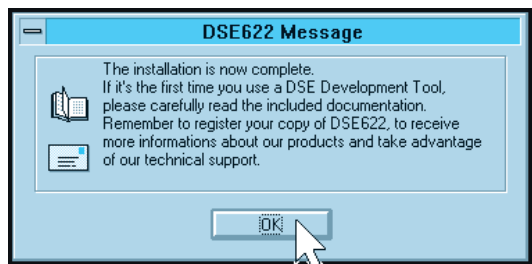 DSE622 Message
The installation is now complete.
If it's the first time you use a DSE Development Tool,
please carefully read the included documentation.
Remember to register your copy of DSE622, to receive
more informations about our products and take advantage
of our technical support.
OK